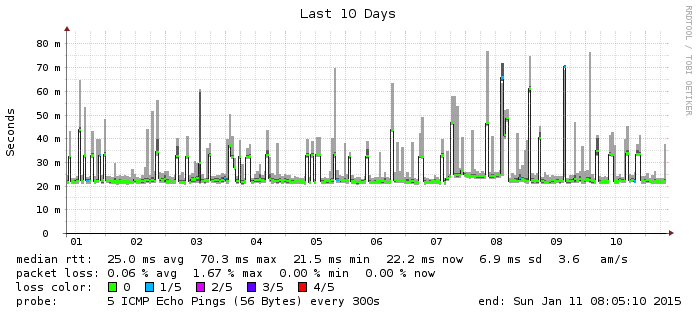 Last 10 Days
RRDTOOL / TOBI OETIKER
Seconds
80 m
70 m
60 m
50 m
40 m
30 m
20 m
10 m
0
01 02 03 04 05 06 07 08 09 10
median rtt: 25.0 ms avg 70.3 ms max 21.5 ms min 22.2 ms now 6.9 ms sd 3.6 am/s
packet loss: 0.06 % avg 1.67 % max 0.00 % min 0.00 % now
loss color: 0 1/5 2/5 3/5 4/5
probe: 5 ICMP Echo Pings (56 Bytes) every 300s end: Sun Jan 11 08:05:10 2015